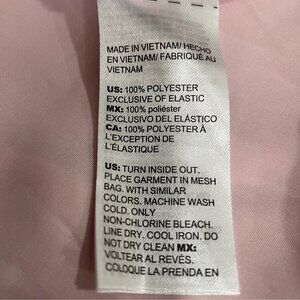 MADE IN VIETNAM/ HECHO
EN VIETNAM/ FABRIQUÉ AU
VIETNAM
US: 100% POLYESTER
EXCLUSIVE OF ELASTIC
MX: 100% poliéster
EXCLUSIVO DEL ELÁSTICO
CA: 100% POLYESTER À
L'EXCEPTION DE
L'ÉLASTIQUE
US: TURN INSIDE OUT.
PLACE GARMENT IN MESH
BAG. WITH SIMILAR
COLORS. MACHINE WASH
COLD. ONLY
NON-CHLORINE BLEACH.
LINE DRY. COOL IRON. DO
NOT DRY CLEAN MX:
VOLTEAR AL REVÉS.
COLOQUE LA PRENDA EN